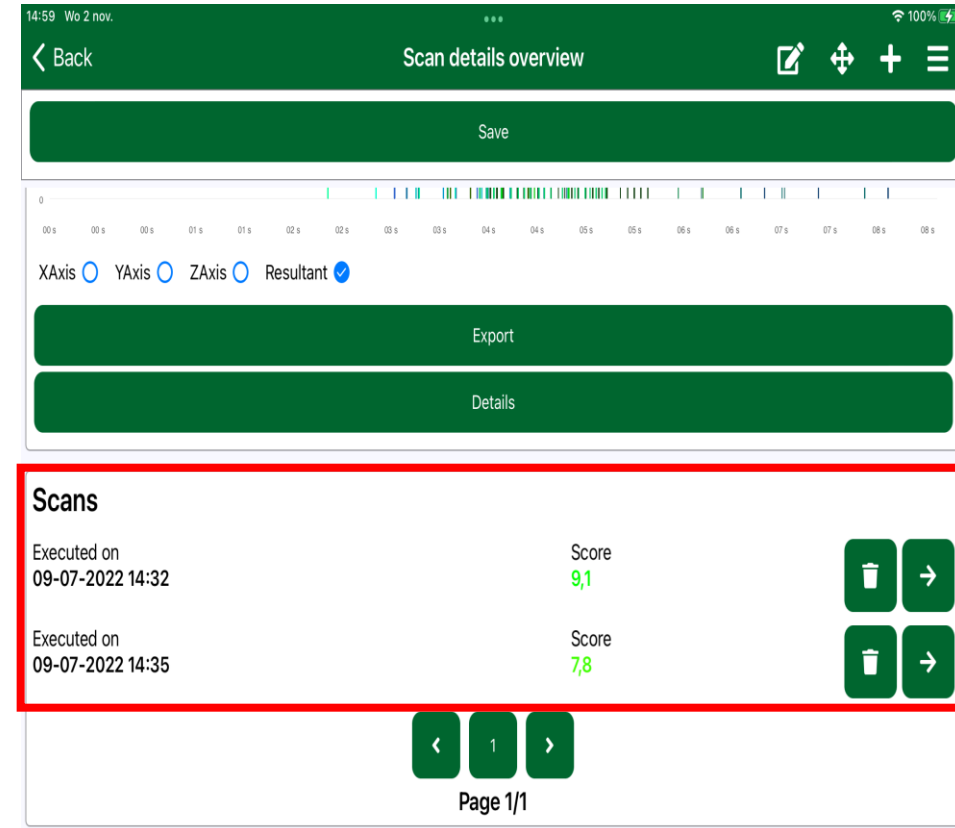 14:59 Wo 2 nov. 100%
Back Scan details overview
Save
0
00 s 00 s 00 s 01 s 01 s 02 s 02 s 03 s 03 s 04 s 04 s 05 s 05 s 06 s 06 s 07 s 07 s 08 s 08 s
XAxis YAxis ZAxis Resultant
Export
Details
Scans
Executed on Score
09-07-2022 14:32 9,1
Executed on Score
09-07-2022 14:35 7,8
1
Page 1/1